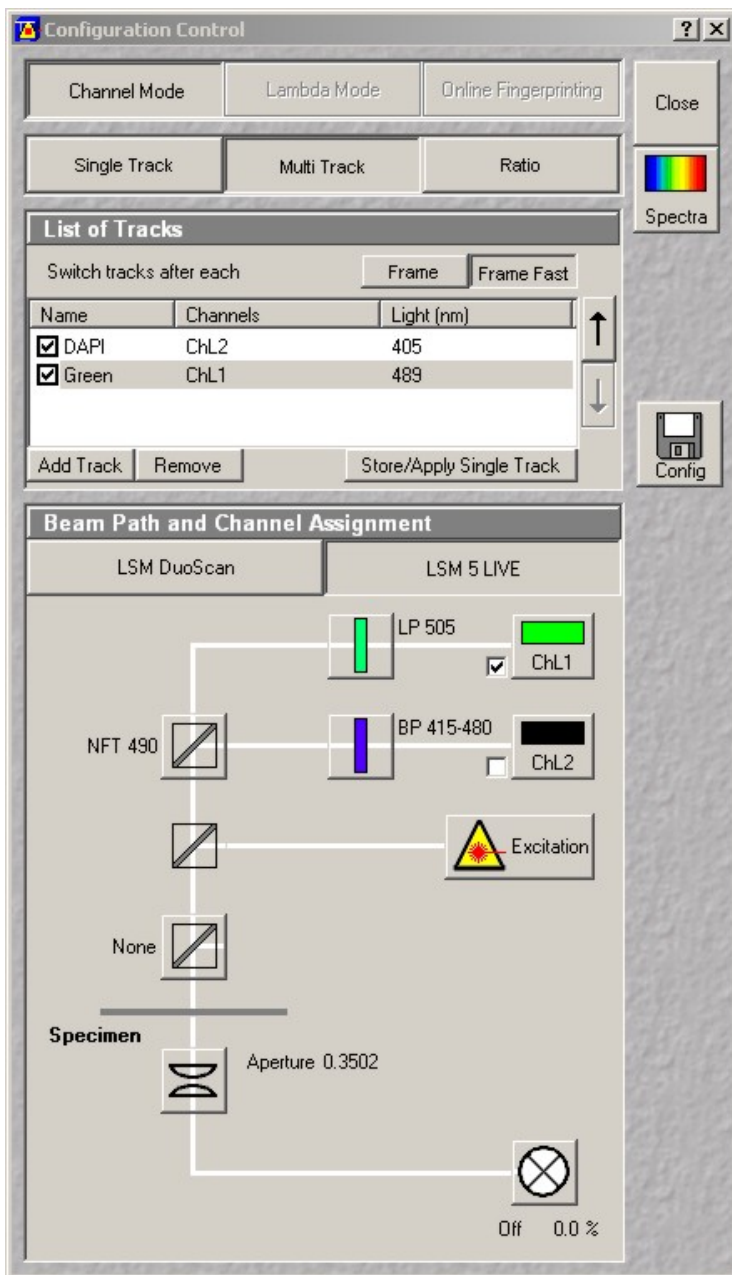 Configuration Control
? ×
Channel Mode Lambda Mode Online Fingerprinting
Close
Single Track Multi Track Ratio
Spectra
List of Tracks
Switch tracks after each Frame Frame Fast
Name Channels Light (nm)
DAPI ChL2 405
Green ChL1 489
Add Track Remove Store/Apply Single Track
Config
Beam Path and Channel Assignment
LSM DuoScan LSM 5 LIVE
LP 505
ChL1
NFT 490
BP 415-480
ChL2
Excitation
None
Specimen
Aperture 0.3502
Off 0.0 %